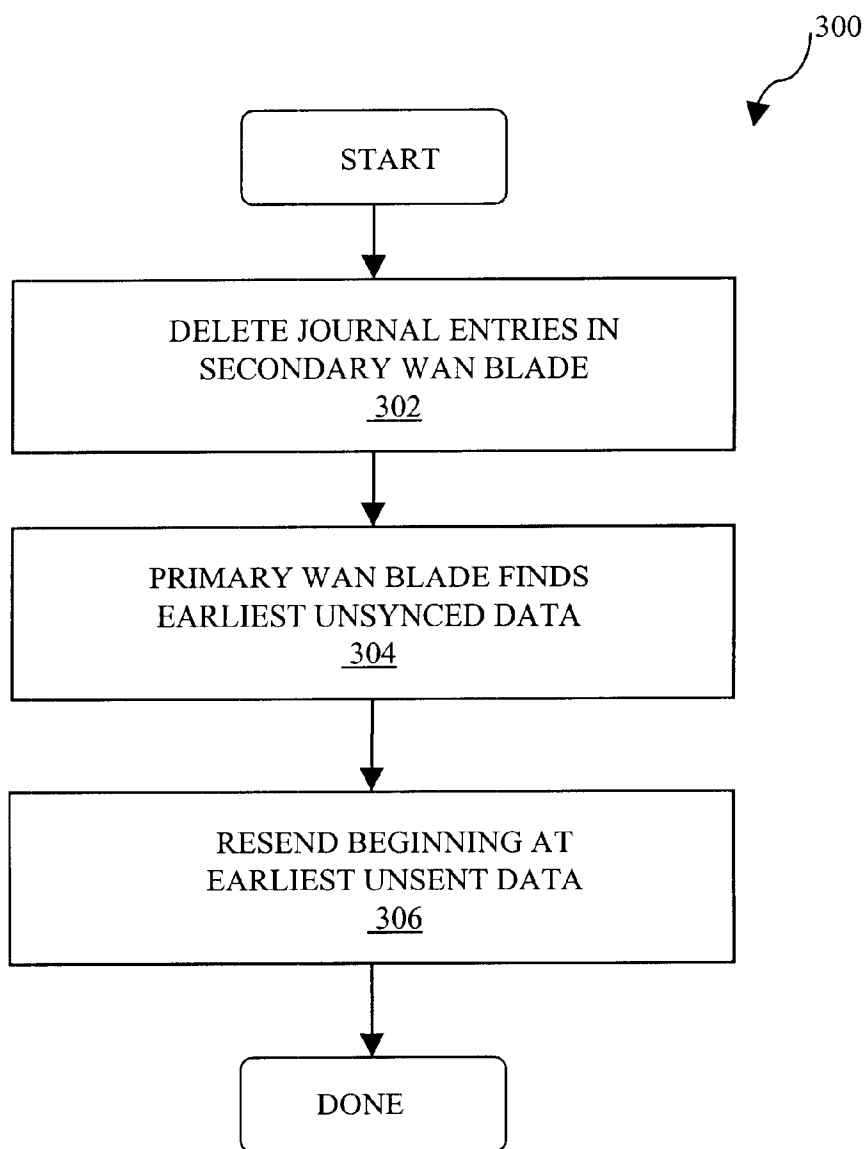 300
START
DELETE JOURNAL ENTRIES IN
SECONDARY WAN BLADE
302
PRIMARY WAN BLADE FINDS
EARLIEST UNSYNCED DATA
304
RESEND BEGINNING AT
EARLIEST UNSENT DATA
306
DONE